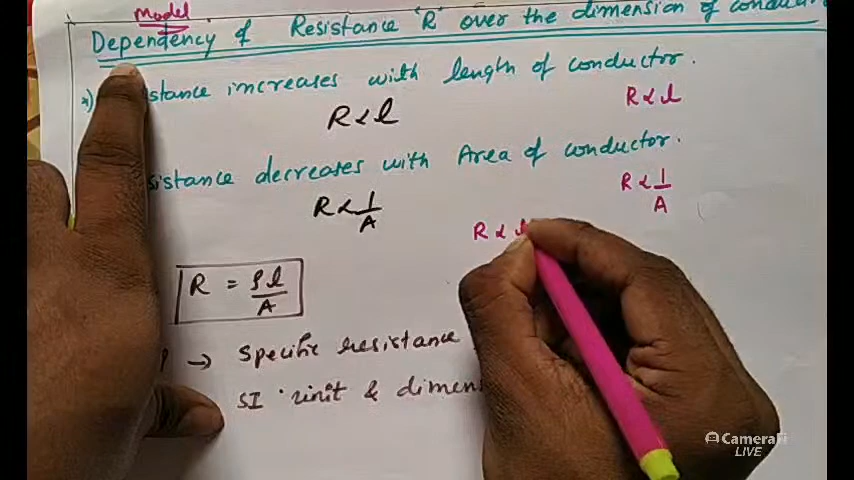 Model
Dependency of Resistance "R" over the dimension of
stance increases with length of conductor.
R ∝ l
R ∝ l
sistance decreases with Area of conductor.
R ∝ 1/A
R ∝ 1/A
R ∝ l
R = ρl/A
ρ → Specific resistance
SI unit & dimen
CameraFi
LIVE